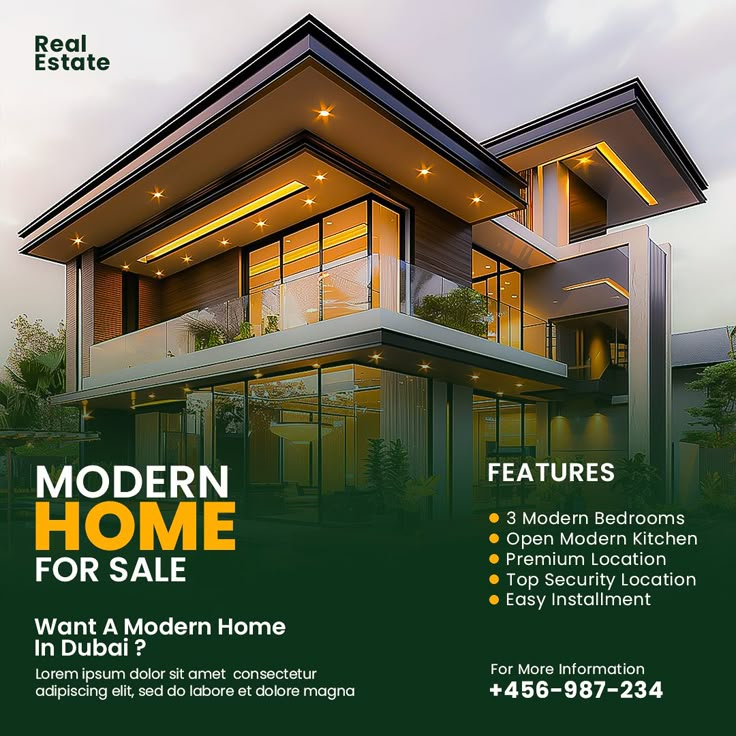 Real
Estate
MODERN
HOME
FOR SALE
Want A Modern Home
In Dubai ?
Lorem ipsum dolor sit amet consectetur
adipiscing elit, sed do labore et dolore magna
FEATURES
3 Modern Bedrooms
Open Modern Kitchen
Premium Location
Top Security Location
Easy Installment
For More Information
+456-987-234